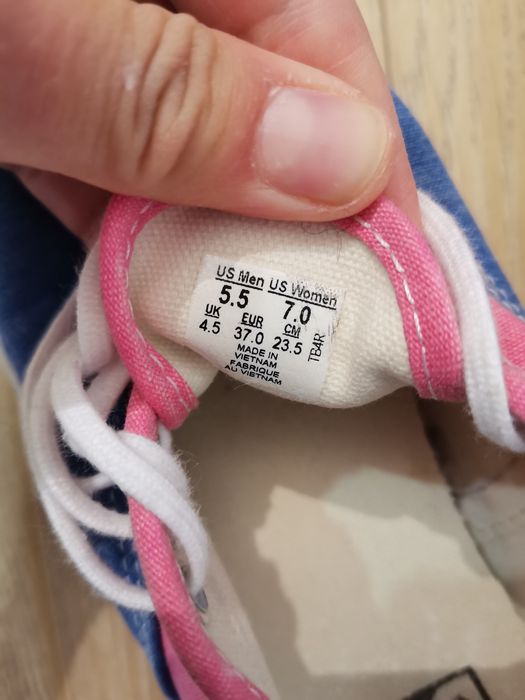 US Men US Women
5.5 7.0
UK EUR CM
4.5 37.0 23.5
MADE IN
VIETNAM
FABRIQUE
AU VIETNAM
TB4R